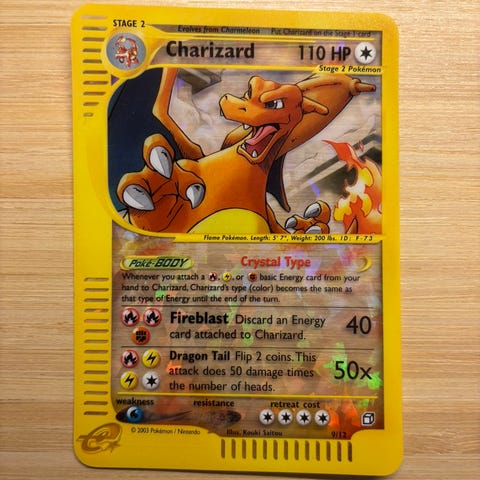 STAGE 2
Evolves from Charmeleon Put Charizard on the Stage 1 card
Charizard 110 HP
Stage 2 Pokémon
Flame Pokémon. Length: 5' 7", Weight: 200 lbs. ID: F-73
Poké-BODY Crystal Type
Whenever you attach a , , or basic Energy card from your
hand to Charizard, Charizard's type (color) becomes the same as
that type of Energy until the end of the turn.
Fireblast Discard an Energy
card attached to Charizard. 40
Dragon Tail Flip 2 coins. This
attack does 50 damage times
the number of heads. 50x
weakness resistance retreat cost
© 2003 Pokémon / Nintendo Illus. Kouki Saitou 9/12
e